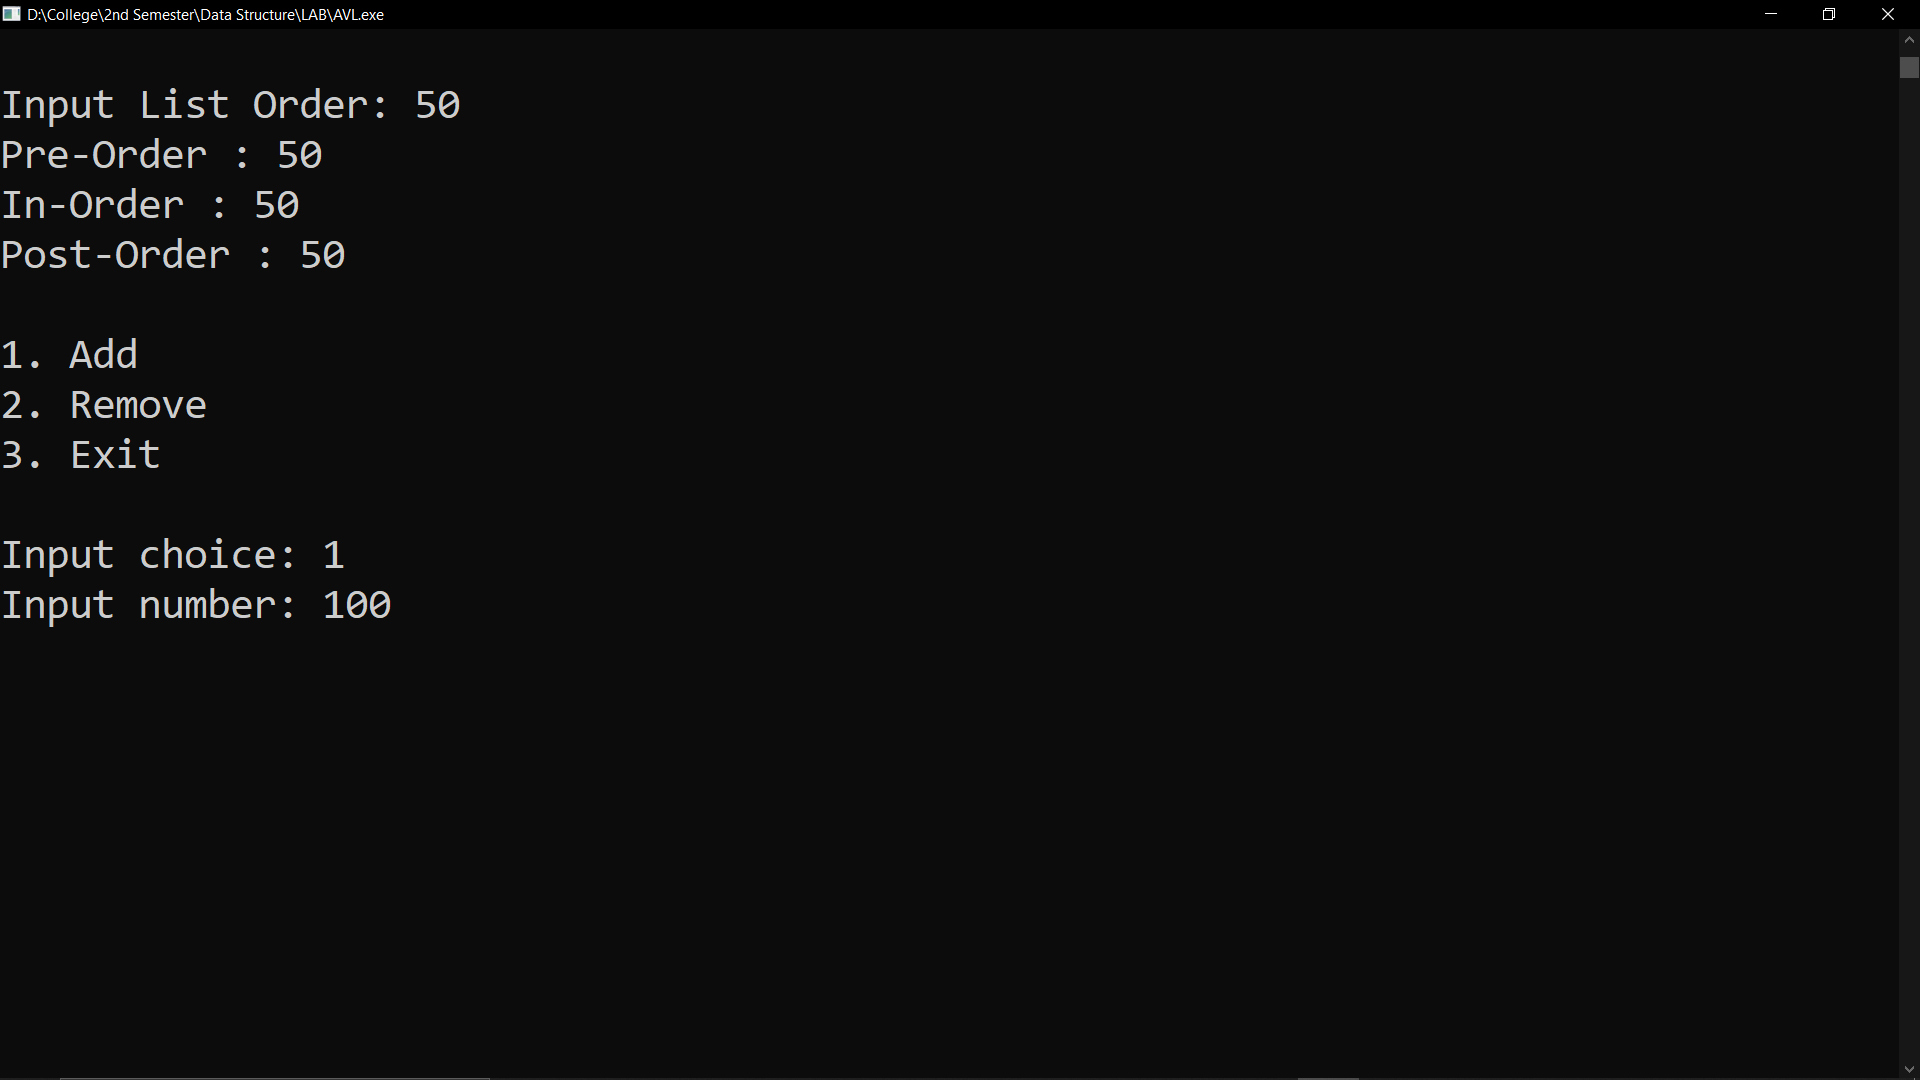 D:\College\2nd Semester\Data Structure\LAB\AVL.exe
Input List Order: 50
Pre-Order : 50
In-Order : 50
Post-Order : 50
1. Add
2. Remove
3. Exit
Input choice: 1
Input number: 100